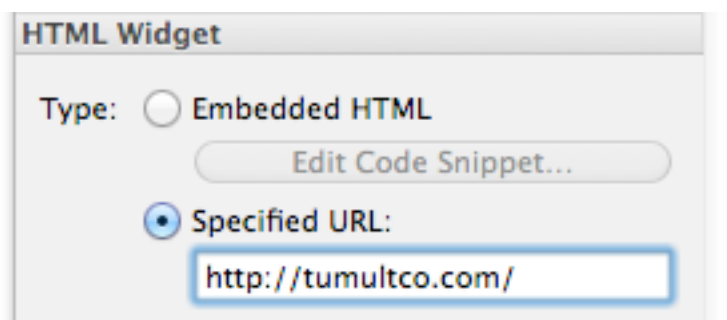 HTML Widget
Type: Embedded HTML
Edit Code Snippet...
Specified URL:
http://tumultco.com/